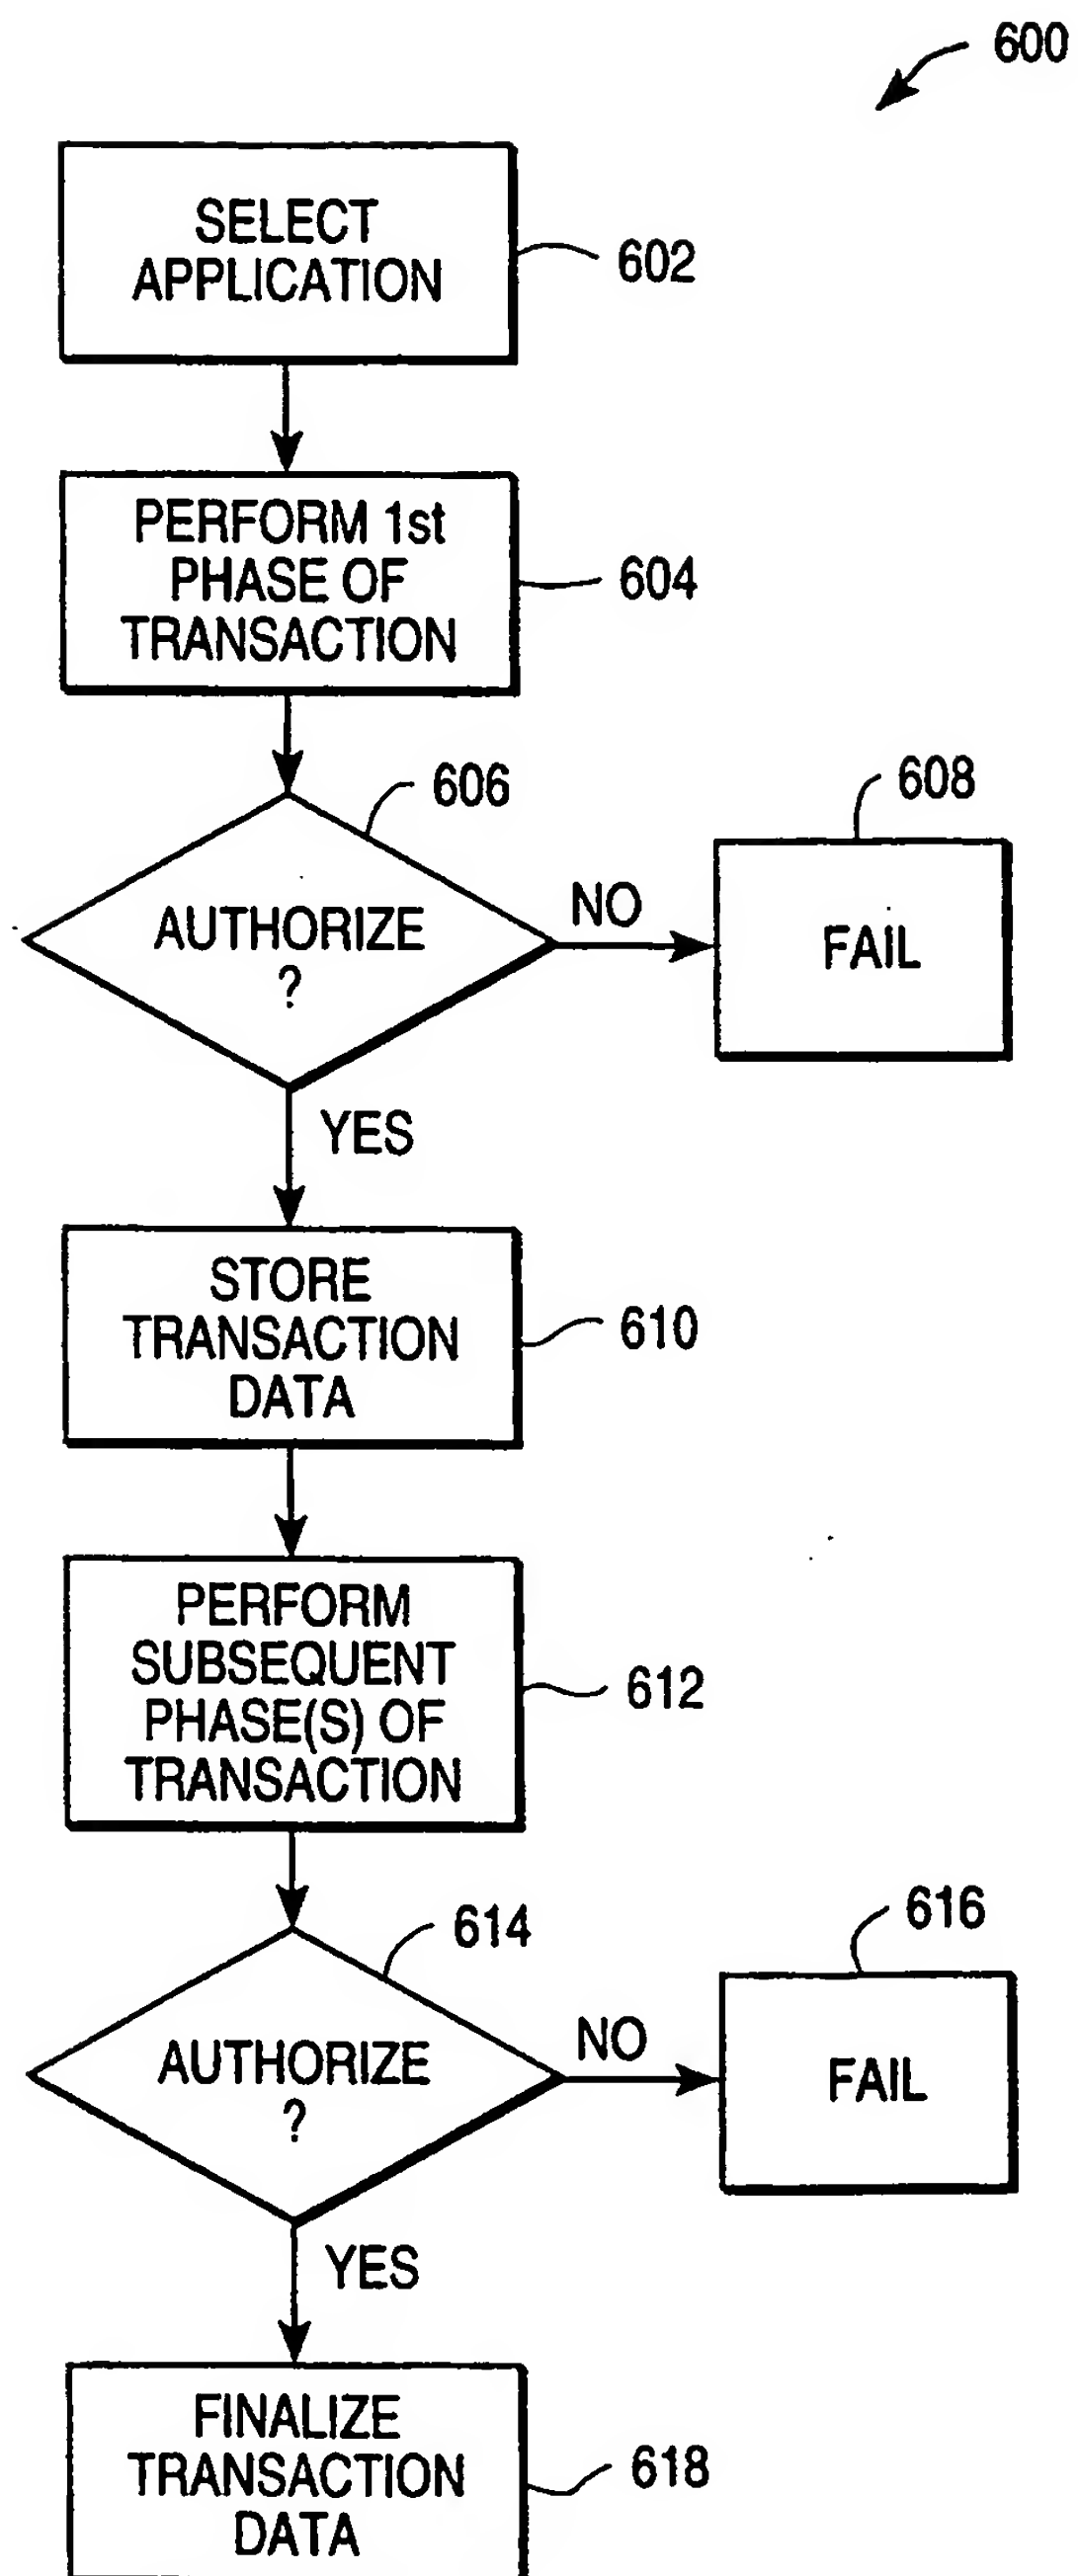 600
SELECT
APPLICATION
602
PERFORM 1st
PHASE OF
TRANSACTION
604
606
AUTHORIZE
?
NO
608
FAIL
YES
STORE
TRANSACTION
DATA
610
PERFORM
SUBSEQUENT
PHASE(S) OF
TRANSACTION
612
614
AUTHORIZE
?
NO
616
FAIL
YES
FINALIZE
TRANSACTION
DATA
618